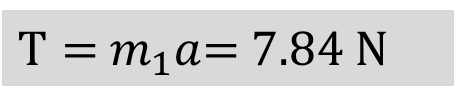 T = m₁a= 7.84 N